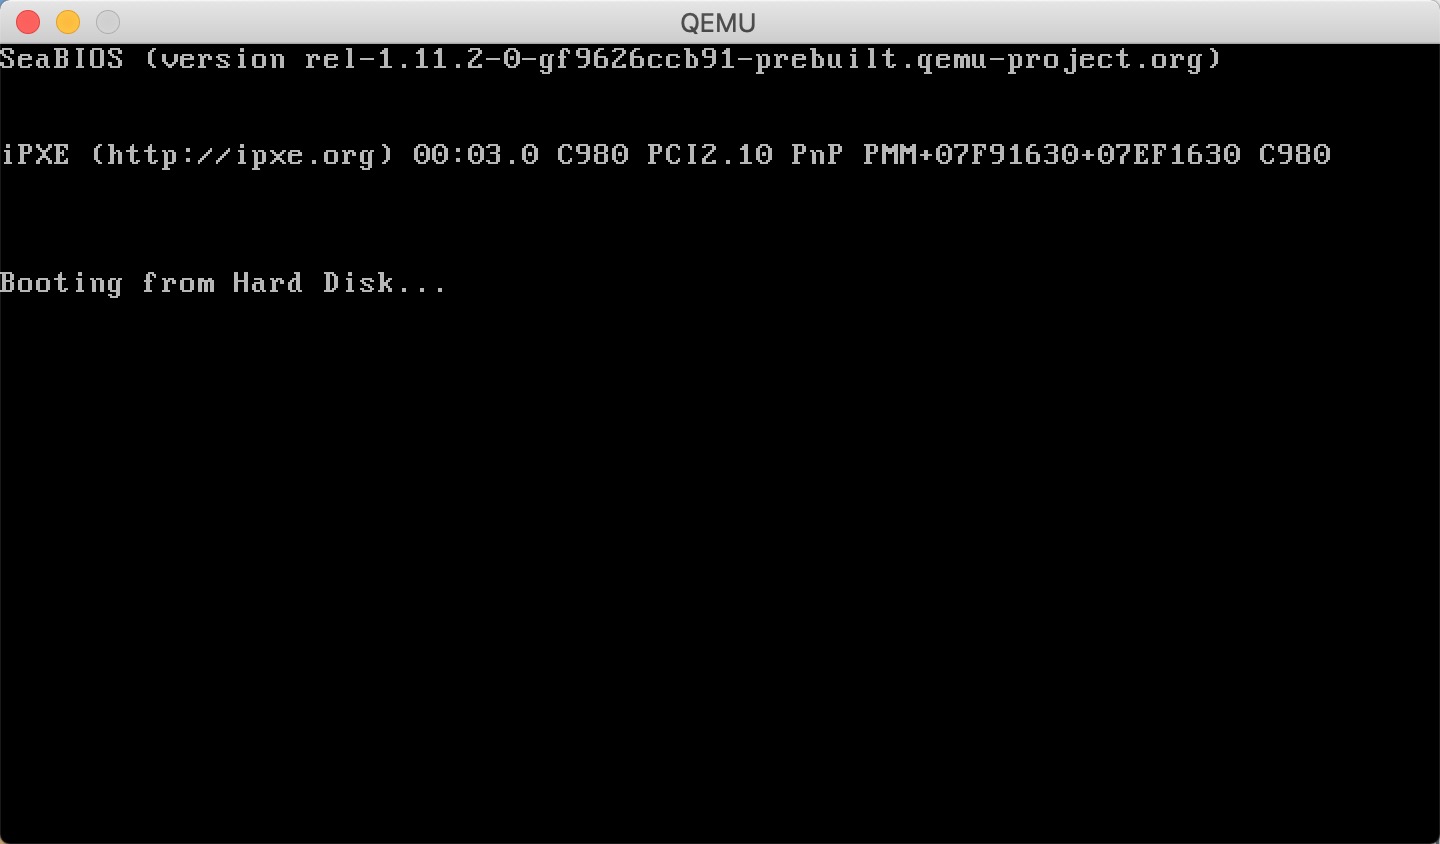 QEMU
SeaBIOS (version rel-1.11.2-0-gf9626ccb91-prebuilt.qemu-project.org)
iPXE (http://ipxe.org) 00:03.0 C980 PCI2.10 PnP PMM+07F91630+07EF1630 C980
Booting from Hard Disk...